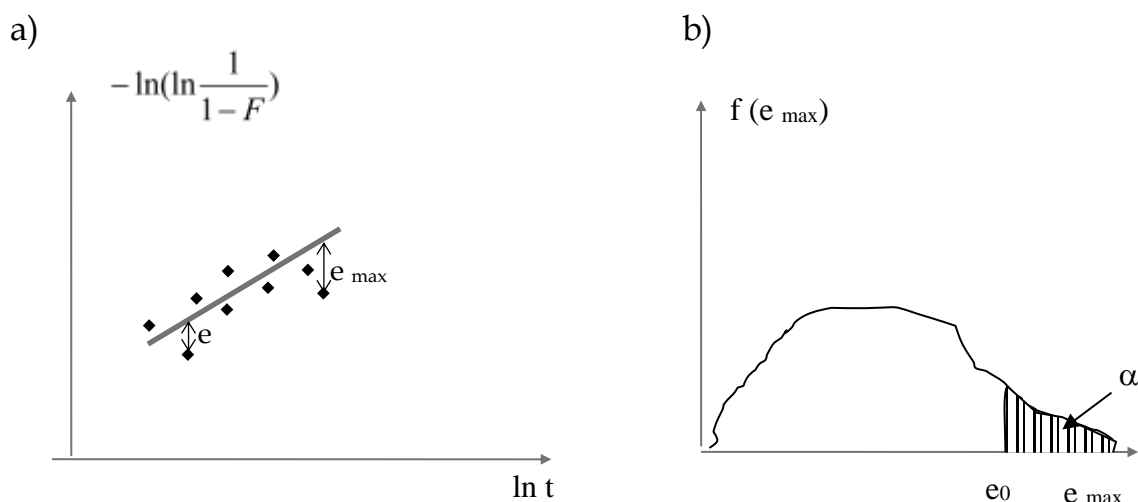 a)
−ln(ln 1/(1−F))
e max
e
ln t
b)
f (e max)
α
e0
e max